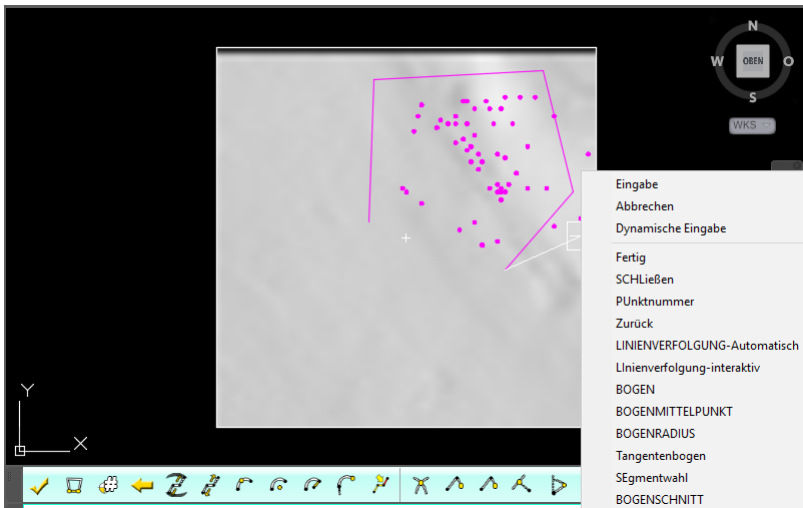 N
W OBEN O
S
WKS
Eingabe
Abbrechen
Dynamische Eingabe
Fertig
SCHLießen
PUnktnummer
Zurück
LINIENVERFOLGUNG-Automatisch
LInienverfolgung-interaktiv
BOGEN
BOGENMITTELPUNKT
BOGENRADIUS
Tangentenbogen
SEgmentwahl
BOGENSCHNITT
Y
X